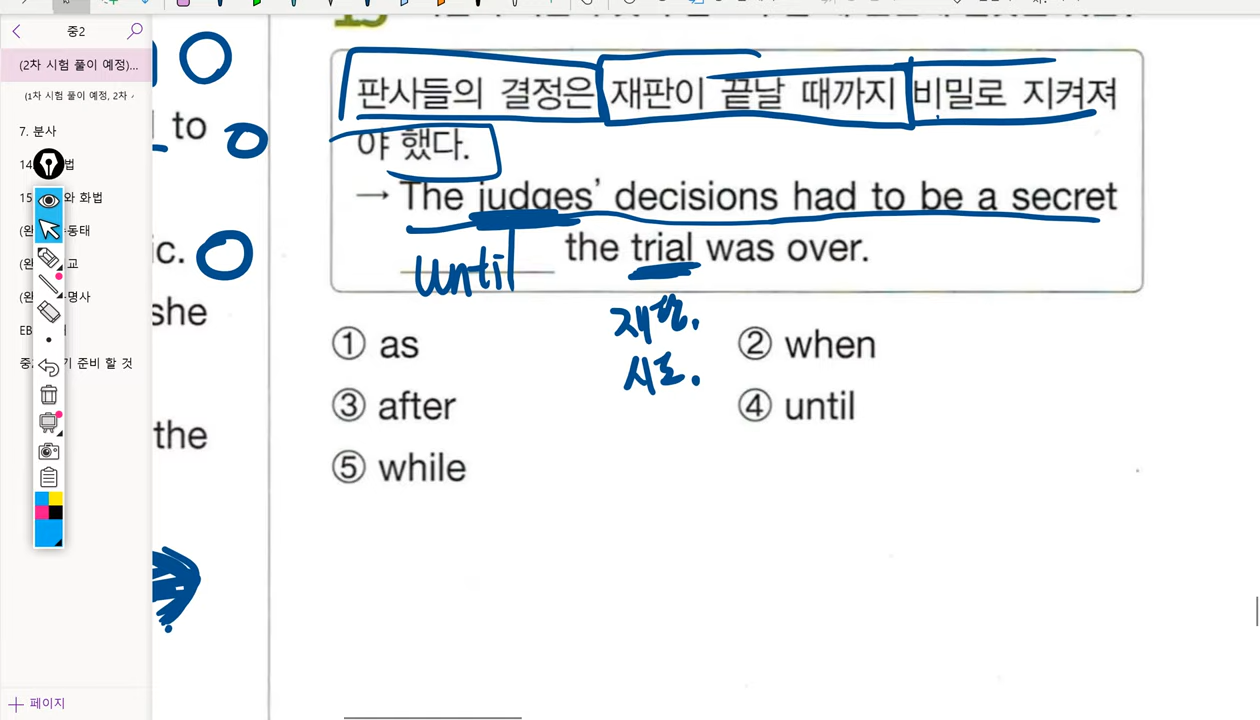 중2
(2차 시험 풀이 예정)...
(1차 시험 풀이 예정, 2차
7. 분사
14
법
15
와 화법
(완
동태
(완
교
(완
명사
EB
중2
기 준비 할 것
페이지
to
ic.
she
the
판사들의 결정은 재판이 끝날 때까지 비밀로 지켜져
야 했다.
→ The judges' decisions had to be a secret
until the trial was over.
재판.
시도.
① as
② when
③ after
④ until
⑤ while